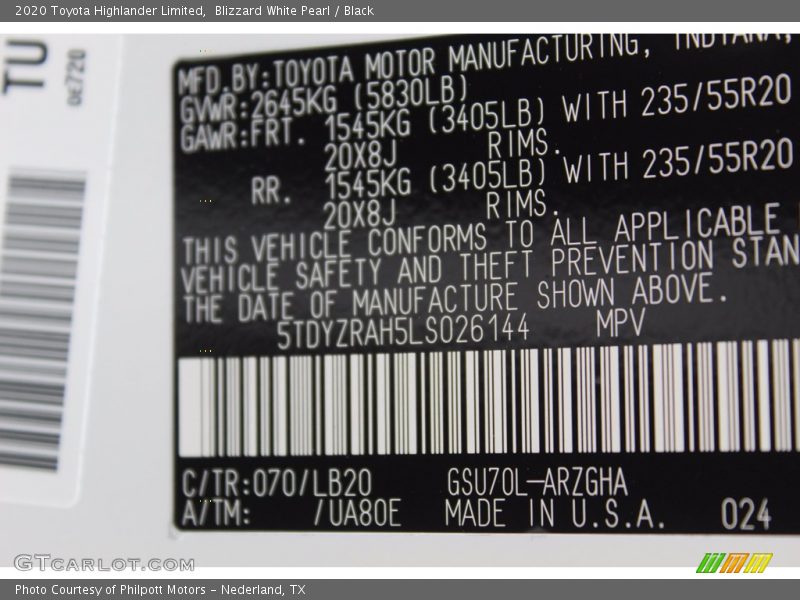 2020 Toyota Highlander Limited,  Blizzard White Pearl / Black
TU
0E720
MFD.BY:TOYOTA MOTOR MANUFACTURING, INDIANA,
GVWR:2645KG (5830LB)
GAWR:FRT. 1545KG (3405LB) WITH 235/55R20
20X8J RIMS.
RR. 1545KG (3405LB) WITH 235/55R20
20X8J RIMS.
THIS VEHICLE CONFORMS TO ALL APPLICABLE
VEHICLE SAFETY AND THEFT PREVENTION STAN
THE DATE OF MANUFACTURE SHOWN ABOVE.
5TDYZRAH5LS026144 MPV
C/TR:070/LB20 GSU70L-ARZGHA
A/TM: /UA80E MADE IN U.S.A. 024
GTCARLOT.COM
Photo Courtesy of Philpott Motors - Nederland, TX